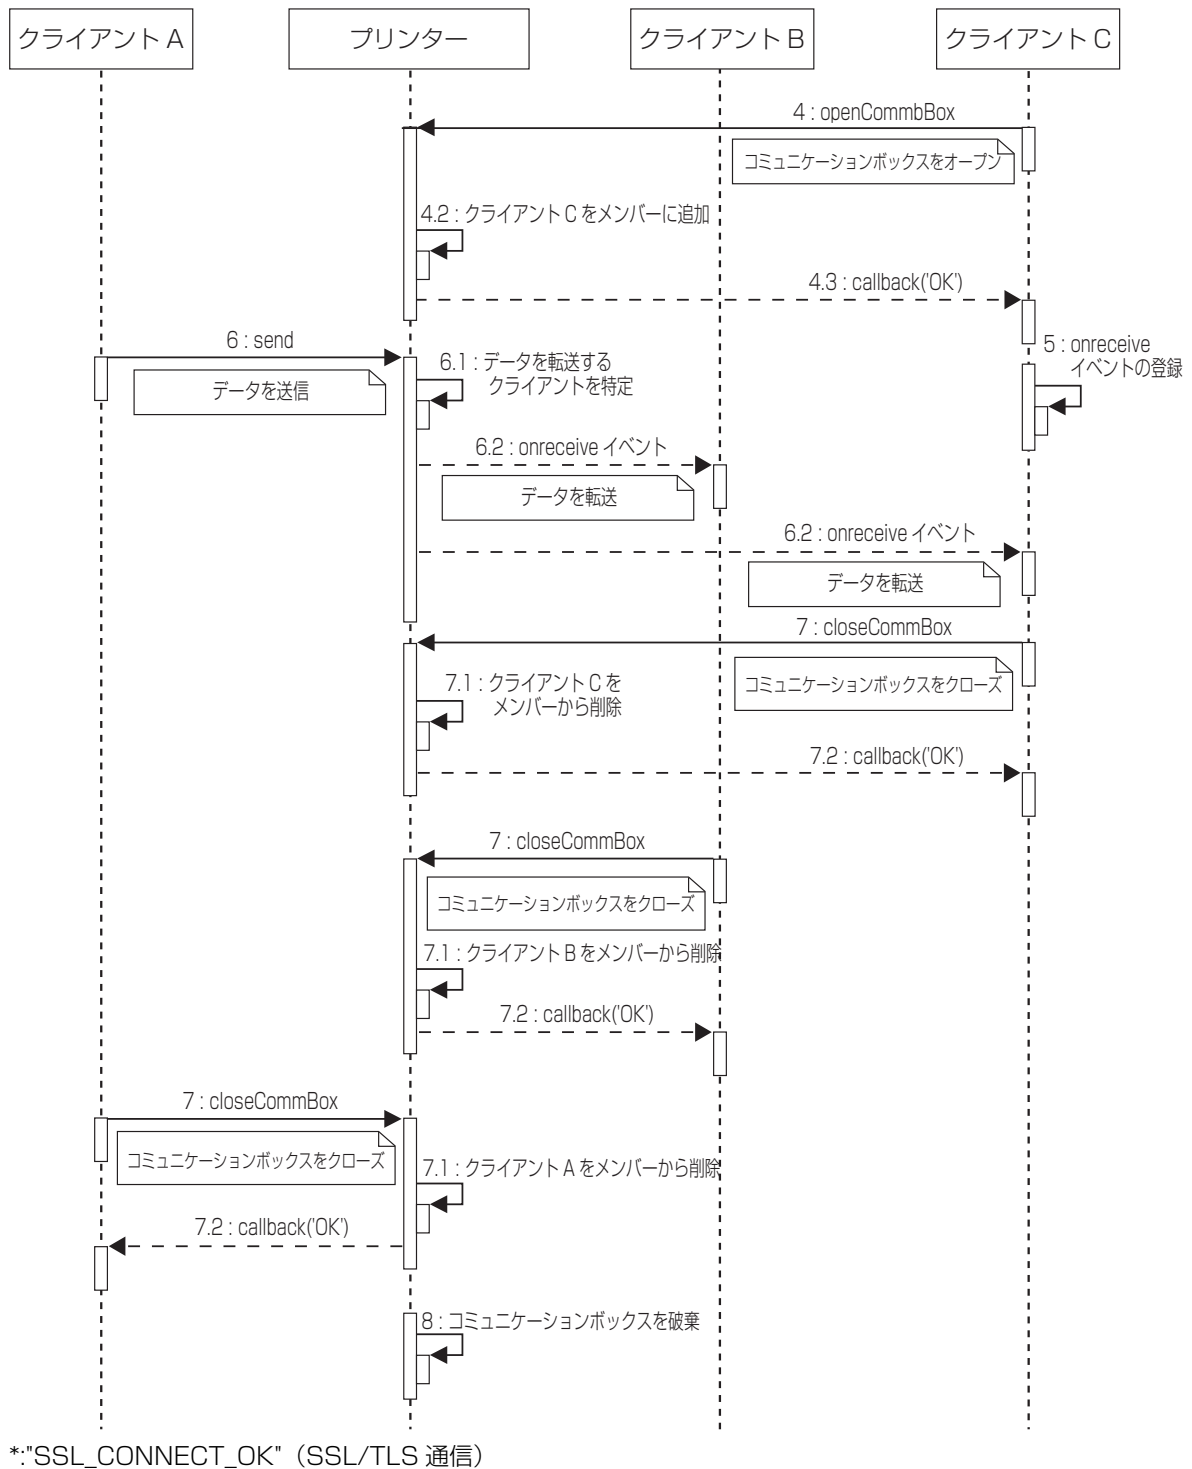 クライアント A
プリンター
クライアント B
クライアント C
4 : openCommbBox
コミュニケーションボックスをオープン
4.2 : クライアント C をメンバーに追加
4.3 : callback('OK')
6 : send
データを送信
6.1 : データを転送する
クライアントを特定
5 : onreceive
イベントの登録
6.2 : onreceive イベント
データを転送
6.2 : onreceive イベント
データを転送
7 : closeCommBox
コミュニケーションボックスをクローズ
7.1 : クライアント C を
メンバーから削除
7.2 : callback('OK')
7 : closeCommBox
コミュニケーションボックスをクローズ
7.1 : クライアント B をメンバーから削除
7.2 : callback('OK')
7 : closeCommBox
コミュニケーションボックスをクローズ
7.1 : クライアント A をメンバーから削除
7.2 : callback('OK')
8 : コミュニケーションボックスを破棄
*:"SSL_CONNECT_OK"（SSL/TLS 通信）